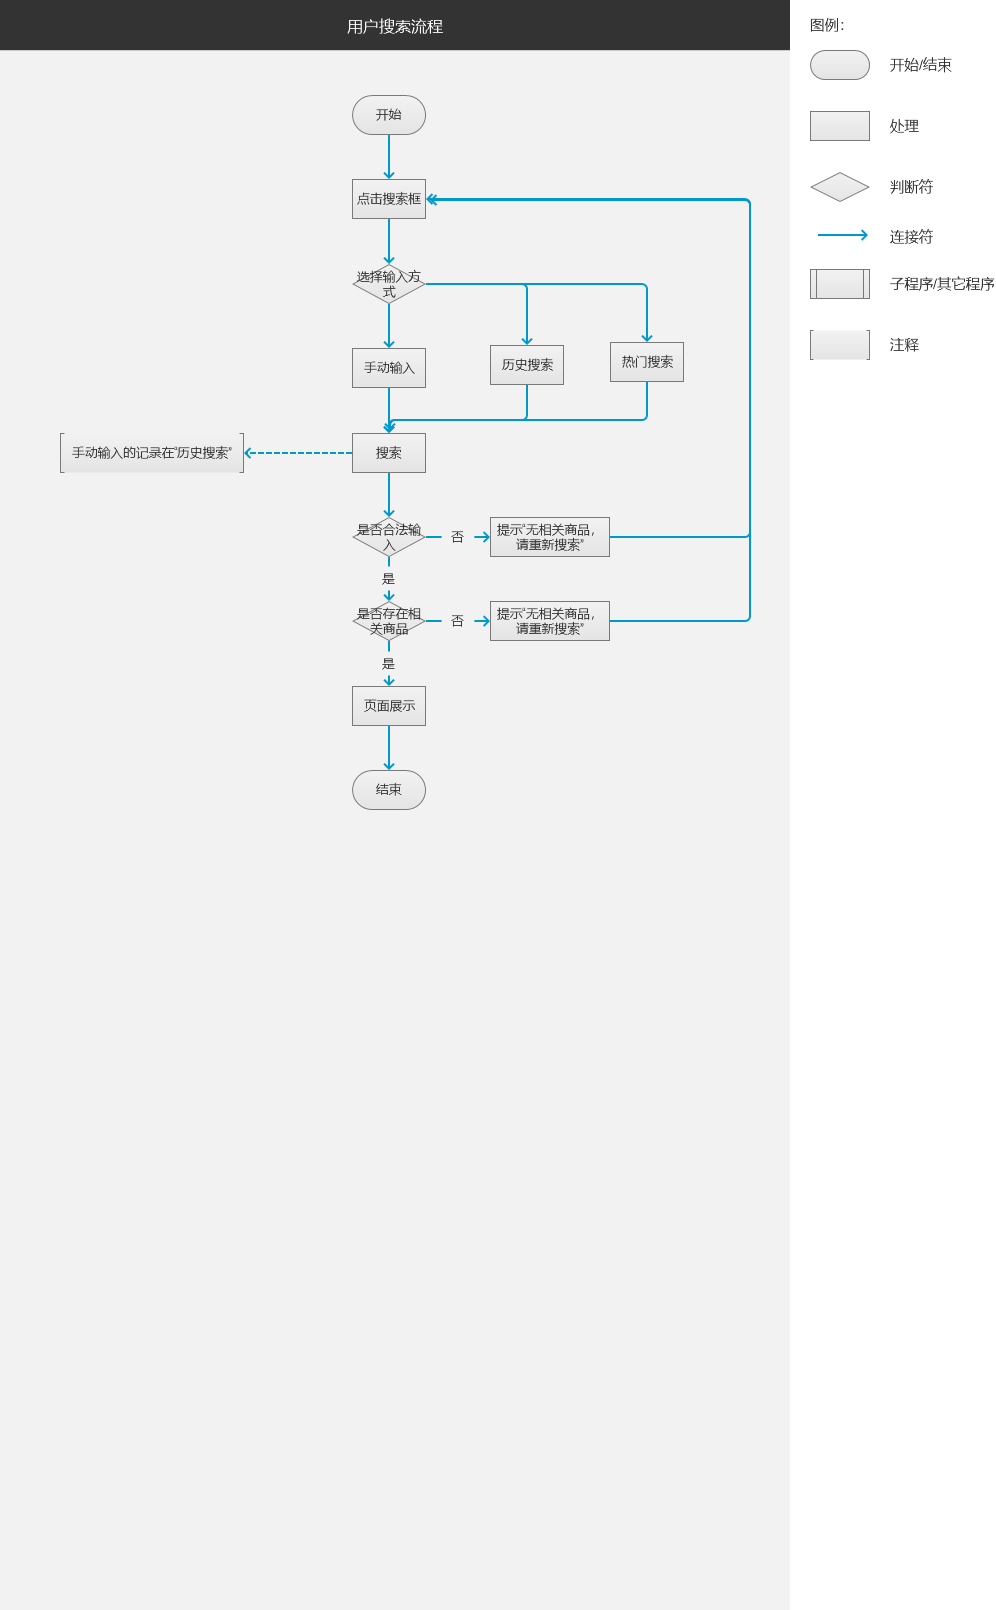 用户搜索流程
开始
点击搜索框
选择输入方
式
手动输入
历史搜索
热门搜索
手动输入的记录在“历史搜索”
搜索
是否合法输
入
否
提示“无相关商品，
请重新搜索”
是
是否存在相
关商品
否
提示“无相关商品，
请重新搜索”
是
页面展示
结束
图例：
开始/结束
处理
判断符
连接符
子程序/其它程序
注释